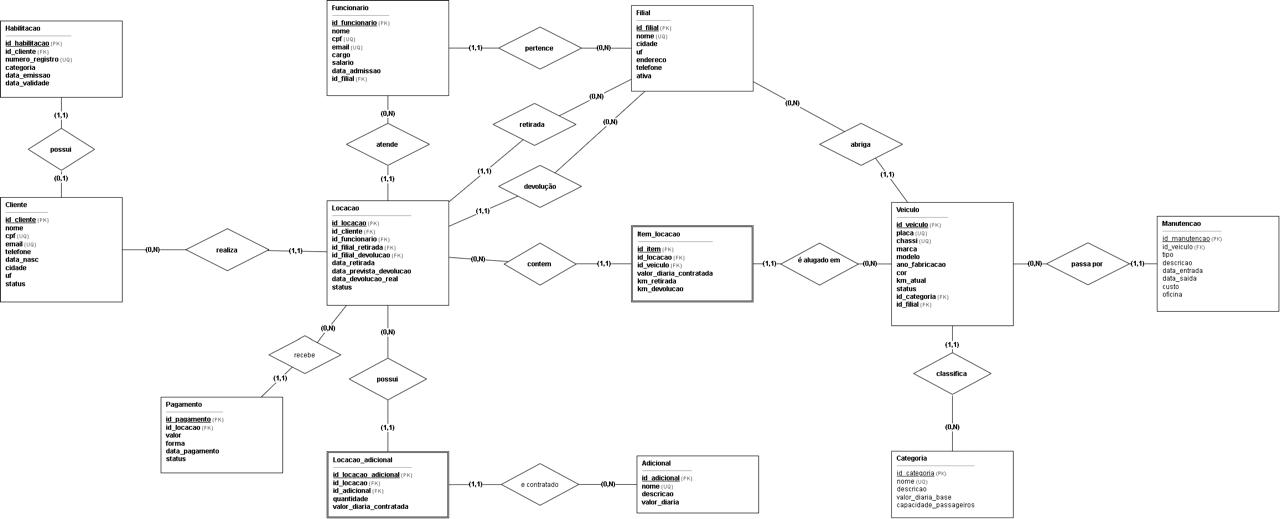 Habilitacao
id_habilitacao (PK)
id_cliente (FK)
numero_registro (UQ)
categoria
data_emissao
data_validade
(1,1)
possui
(0,1)
Cliente
id_cliente (PK)
nome
cpf (UQ)
email (UQ)
telefone
data_nasc
cidade
uf
status
(0,N)
realiza
(1,1)
Funcionario
id_funcionario (PK)
nome
cpf (UQ)
email (UQ)
cargo
salario
data_admissao
id_filial (FK)
(1,1)
pertence
(0,N)
Filial
id_filial (PK)
nome (UQ)
cidade
uf
endereco
telefone
ativa
(0,N)
atende
(1,1)
(0,N)
retirada
(1,1)
(0,N)
devolução
(1,1)
(0,N)
abriga
(1,1)
Locacao
id_locacao (PK)
id_cliente (FK)
id_funcionario (FK)
id_filial_retirada (FK)
id_filial_devolucao (FK)
data_retirada
data_prevista_devolucao
data_devolucao_real
status
(0,N)
contem
(1,1)
Item_locacao
id_item (PK)
id_locacao (FK)
id_veiculo (FK)
valor_diaria_contratada
km_retirada
km_devolucao
(1,1)
é alugado em
(0,N)
Veiculo
id_veiculo (PK)
placa (UQ)
chassi (UQ)
marca
modelo
ano_fabricacao
cor
km_atual
status
id_categoria (FK)
id_filial (FK)
(0,N)
passa por
(1,1)
Manutencao
id_manutencao (PK)
id_veiculo (FK)
tipo
descricao
data_entrada
data_saida
custo
oficina
(0,N)
recebe
(1,1)
Pagamento
id_pagamento (PK)
id_locacao (FK)
valor
forma
data_pagamento
status
(0,N)
possui
(1,1)
Locacao_adicional
id_locacao_adicional (PK)
id_locacao (FK)
id_adicional (FK)
quantidade
valor_diaria_contratada
(1,1)
e contratado
(0,N)
Adicional
id_adicional (PK)
nome (UQ)
descricao
valor_diaria
(1,1)
classifica
(0,N)
Categoria
id_categoria (PK)
nome (UQ)
descricao
valor_diaria_base
capacidade_passageiros